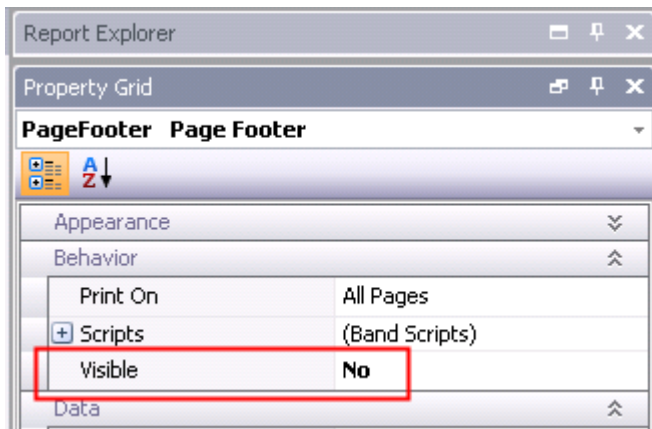 Report Explorer
Property Grid
PageFooter Page Footer
A
Z
Appearance
Behavior
Print On All Pages
Scripts (Band Scripts)
Visible No
Data